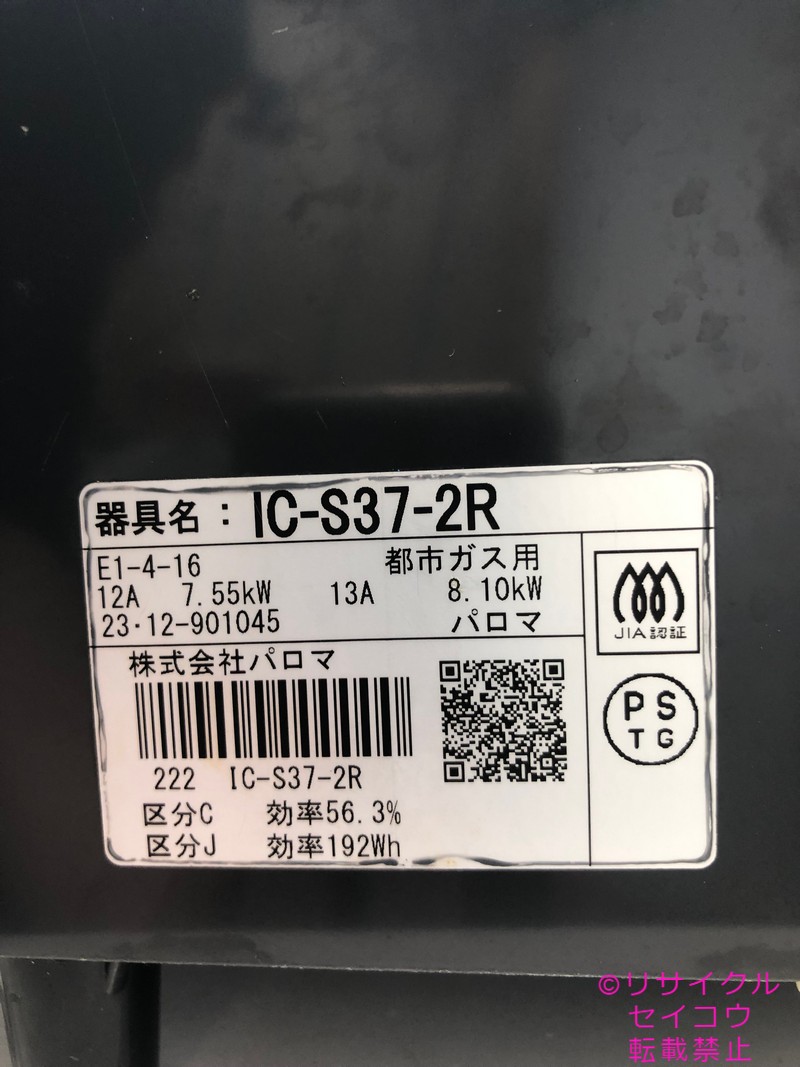 器具名：IC-S37-2R
E1-4-16 都市ガス用
12A 7.55kW 13A 8.10kW
23・12-901045 パロマ
JIA認証
株式会社パロマ
PS
TG
222 IC-S37-2R
区分C 効率56.3%
区分J 効率192Wh
©リサイクル
セイコウ
転載禁止